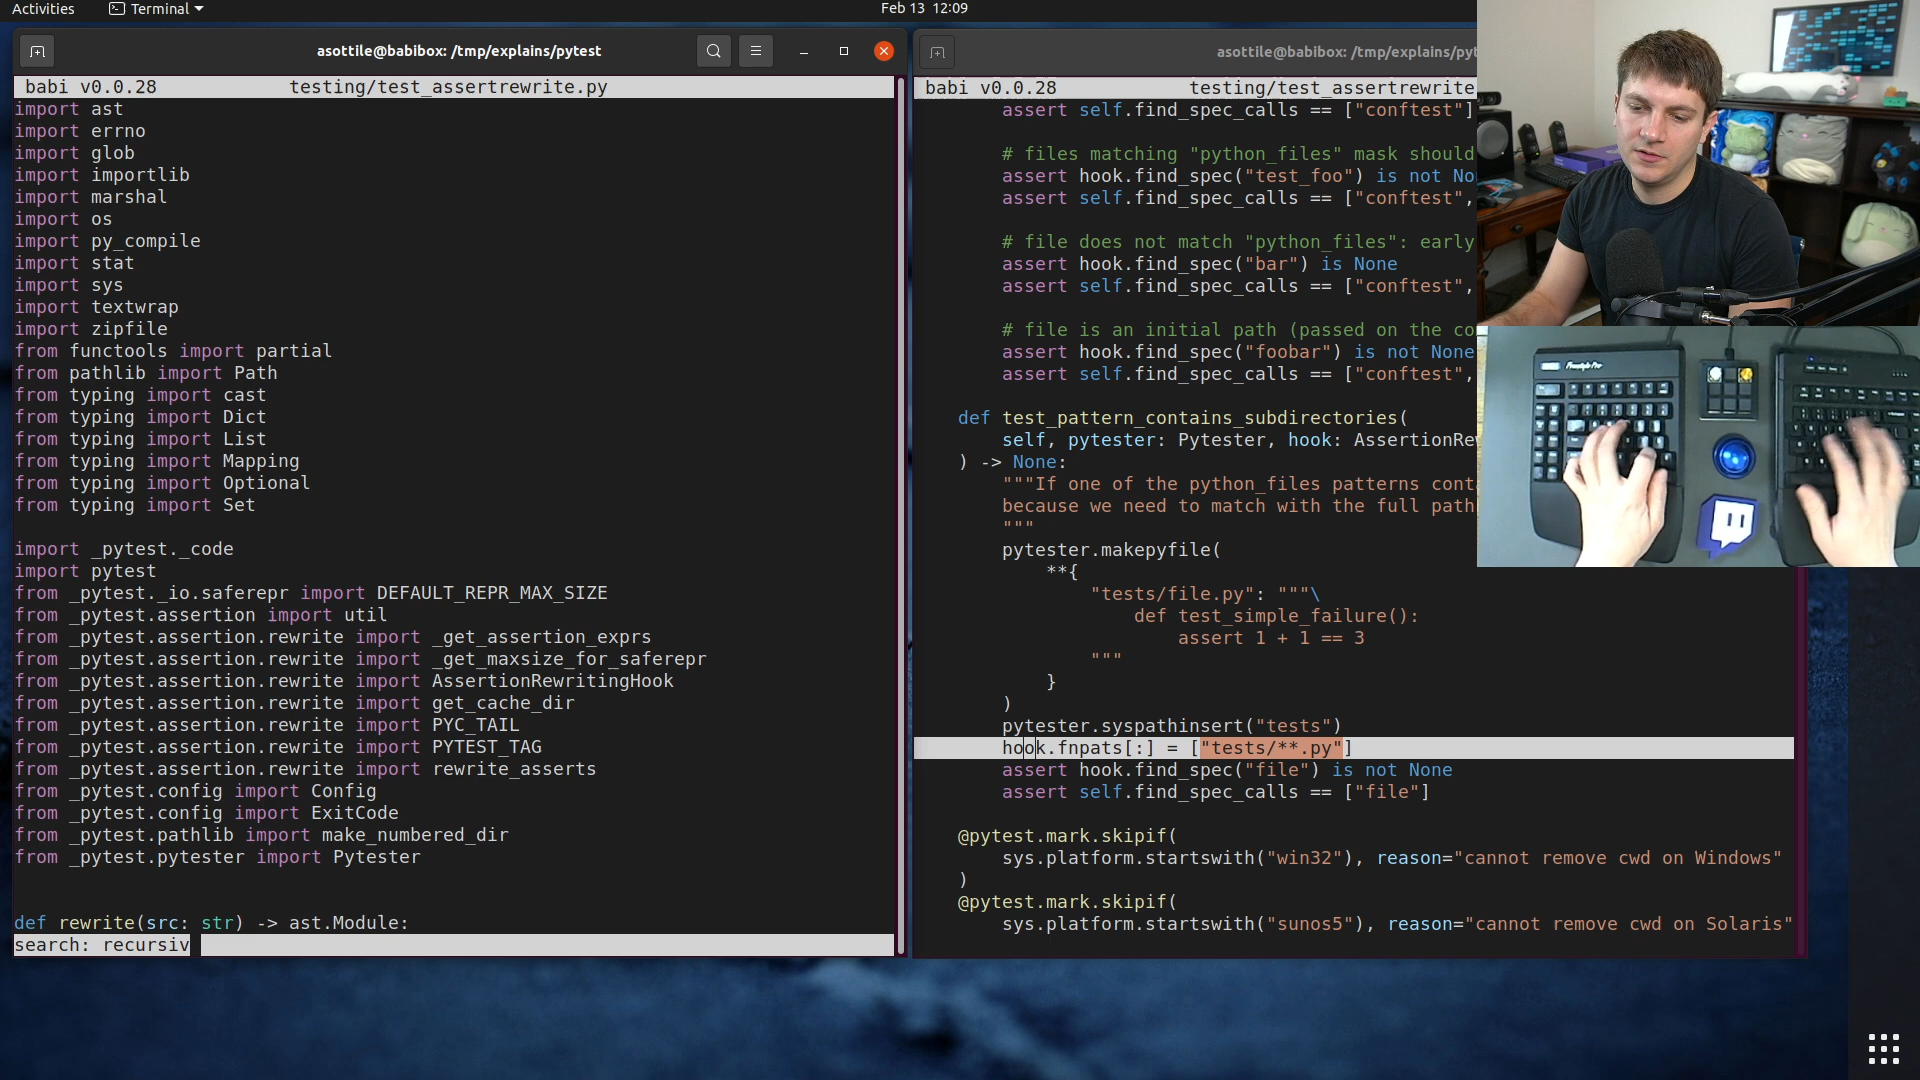 Activities
Terminal
Feb 13 12:09
asottile@babibox: /tmp/explains/pytest
babi v0.0.28 testing/test_assertrewrite.py
import ast
import errno
import glob
import importlib
import marshal
import os
import py_compile
import stat
import sys
import textwrap
import zipfile
from functools import partial
from pathlib import Path
from typing import cast
from typing import Dict
from typing import List
from typing import Mapping
from typing import Optional
from typing import Set
import _pytest._code
import pytest
from _pytest._io.saferepr import DEFAULT_REPR_MAX_SIZE
from _pytest.assertion import util
from _pytest.assertion.rewrite import _get_assertion_exprs
from _pytest.assertion.rewrite import _get_maxsize_for_saferepr
from _pytest.assertion.rewrite import AssertionRewritingHook
from _pytest.assertion.rewrite import get_cache_dir
from _pytest.assertion.rewrite import PYC_TAIL
from _pytest.assertion.rewrite import PYTEST_TAG
from _pytest.assertion.rewrite import rewrite_asserts
from _pytest.config import Config
from _pytest.config import ExitCode
from _pytest.pathlib import make_numbered_dir
from _pytest.pytester import Pytester
def rewrite(src: str) -> ast.Module:
search: recursiv
asottile@babibox: /tmp/explains/pyt
babi v0.0.28 testing/test_assertrewrite
assert self.find_spec_calls == ["conftest"]
# files matching "python_files" mask should
assert hook.find_spec("test_foo") is not No
assert self.find_spec_calls == ["conftest",
# file does not match "python_files": early
assert hook.find_spec("bar") is None
assert self.find_spec_calls == ["conftest",
# file is an initial path (passed on the co
assert hook.find_spec("foobar") is not None
assert self.find_spec_calls == ["conftest",
def test_pattern_contains_subdirectories(
self, pytester: Pytester, hook: AssertionRew
) -> None:
"""If one of the python_files patterns conta
because we need to match with the full path
"""
pytester.makepyfile(
**{
"tests/file.py": """\
def test_simple_failure():
assert 1 + 1 == 3
"""
}
)
pytester.syspathinsert("tests")
hook.fnpats[:] = ["tests/**.py"]
assert hook.find_spec("file") is not None
assert self.find_spec_calls == ["file"]
@pytest.mark.skipif(
sys.platform.startswith("win32"), reason="cannot remove cwd on Windows"
)
@pytest.mark.skipif(
sys.platform.startswith("sunos5"), reason="cannot remove cwd on Solaris"
Freestyle Pro